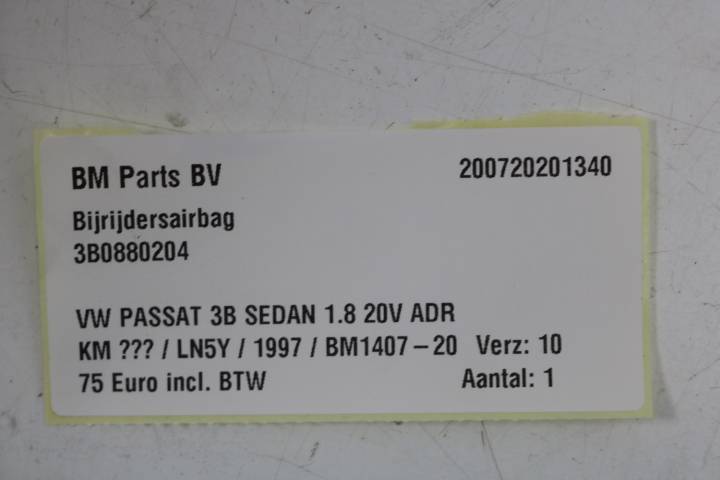 BM Parts BV 200720201340
Bijrijdersairbag
3B0880204
VW PASSAT 3B SEDAN 1.8 20V ADR
KM ??? / LN5Y / 1997 / BM1407-20 Verz: 10
75 Euro incl. BTW Aantal: 1